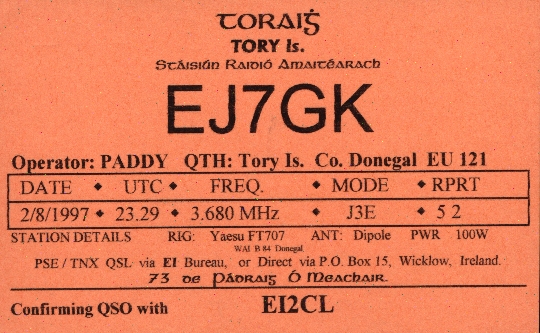 TORAIĠ
TORY Is.
Stáisiún Raidió Amaitéarach
EJ7GK
Operator: PADDY QTH: Tory Is. Co. Donegal EU 121
DATE ◆ UTC ◆ FREQ. ◆ MODE ◆ RPRT
2/8/1997 ◆ 23.29 ◆ 3.680 MHz ◆ J3E ◆ 5 2
STATION DETAILS RIG: Yaesu FT707 ANT: Dipole PWR 100W
WAI B 84 Donegal
PSE / TNX QSL via EI Bureau, or Direct via P.O. Box 15, Wicklow, Ireland.
73 de Pádraig Ó Meachair.
Confirming QSO with EI2CL